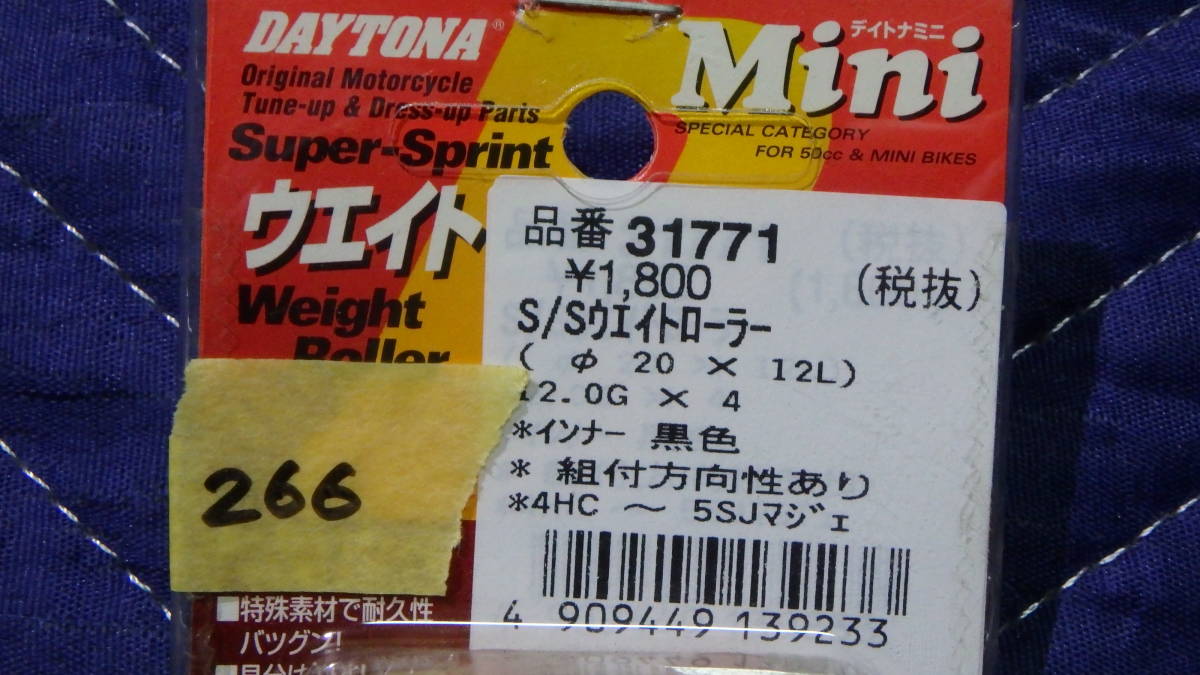 DAYTONA®
Original Motorcycle
Tune-up & Dress-up Parts
デイトナミニ
Mini
SPECIAL CATEGORY
FOR 50cc & MINI BIKES
Super-Sprint
ウエイト
Weight
Roller
品番 31771
¥1,800 (税抜)
S/Sｳｴｲﾄﾛｰﾗｰ
( φ 20 × 12L)
12.0G × 4
*ｲﾝﾅｰ 黒色
* 組付方向性あり
*4HC ～ 5SJﾏｼﾞｪ
4 909449 139233
266
■特殊素材で耐久性
バツグン!